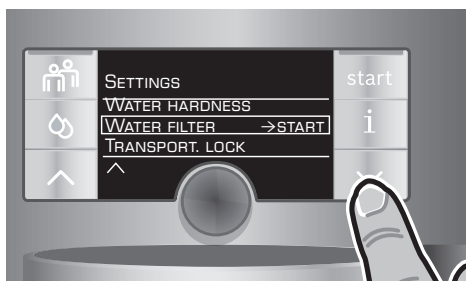 SETTINGS
start
WATER HARDNESS
WATER FILTER →START
i
TRANSPORT. LOCK